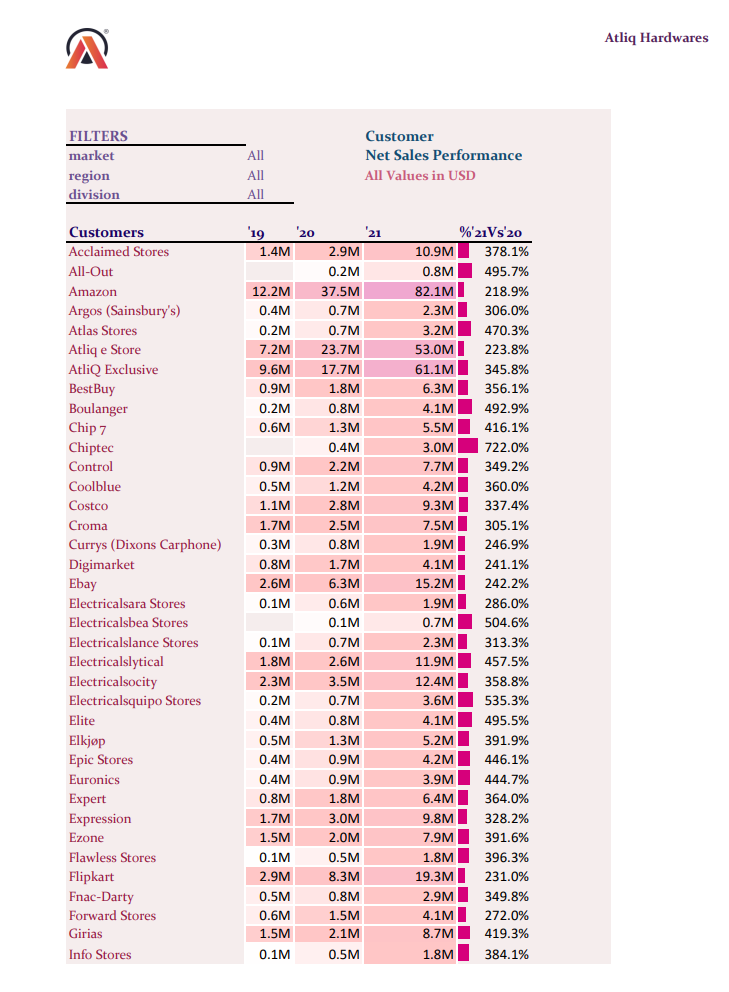 ®
Atliq Hardwares
FILTERS Customer
market All Net Sales Performance
region All All Values in USD
division All
Customers '19 '20 '21 %'21Vs'20
Acclaimed Stores 1.4M 2.9M 10.9M 378.1%
All-Out 0.2M 0.8M 495.7%
Amazon 12.2M 37.5M 82.1M 218.9%
Argos (Sainsbury's) 0.4M 0.7M 2.3M 306.0%
Atlas Stores 0.2M 0.7M 3.2M 470.3%
Atliq e Store 7.2M 23.7M 53.0M 223.8%
AtliQ Exclusive 9.6M 17.7M 61.1M 345.8%
BestBuy 0.9M 1.8M 6.3M 356.1%
Boulanger 0.2M 0.8M 4.1M 492.9%
Chip 7 0.6M 1.3M 5.5M 416.1%
Chiptec 0.4M 3.0M 722.0%
Control 0.9M 2.2M 7.7M 349.2%
Coolblue 0.5M 1.2M 4.2M 360.0%
Costco 1.1M 2.8M 9.3M 337.4%
Croma 1.7M 2.5M 7.5M 305.1%
Currys (Dixons Carphone) 0.3M 0.8M 1.9M 246.9%
Digimarket 0.8M 1.7M 4.1M 241.1%
Ebay 2.6M 6.3M 15.2M 242.2%
Electricalsara Stores 0.1M 0.6M 1.9M 286.0%
Electricalsbea Stores 0.1M 0.7M 504.6%
Electricalslance Stores 0.1M 0.7M 2.3M 313.3%
Electricalslytical 1.8M 2.6M 11.9M 457.5%
Electricalsocity 2.3M 3.5M 12.4M 358.8%
Electricalsquipo Stores 0.2M 0.7M 3.6M 535.3%
Elite 0.4M 0.8M 4.1M 495.5%
Elkjøp 0.5M 1.3M 5.2M 391.9%
Epic Stores 0.4M 0.9M 4.2M 446.1%
Euronics 0.4M 0.9M 3.9M 444.7%
Expert 0.8M 1.8M 6.4M 364.0%
Expression 1.7M 3.0M 9.8M 328.2%
Ezone 1.5M 2.0M 7.9M 391.6%
Flawless Stores 0.1M 0.5M 1.8M 396.3%
Flipkart 2.9M 8.3M 19.3M 231.0%
Fnac-Darty 0.5M 0.8M 2.9M 349.8%
Forward Stores 0.6M 1.5M 4.1M 272.0%
Girias 1.5M 2.1M 8.7M 419.3%
Info Stores 0.1M 0.5M 1.8M 384.1%